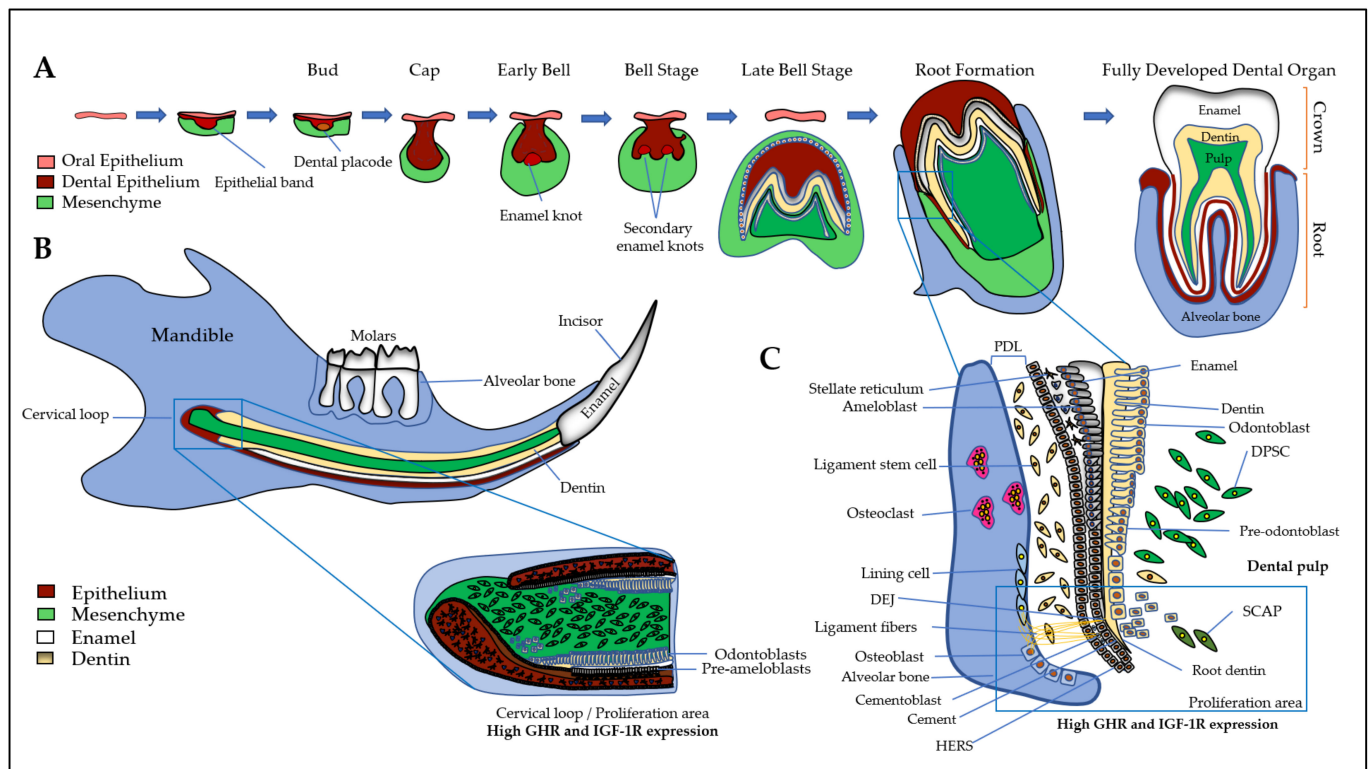 A
Bud
Cap
Early Bell
Bell Stage
Late Bell Stage
Root Formation
Fully Developed Dental Organ
Oral Epithelium
Dental Epithelium
Mesenchyme
Epithelial band
Dental placode
Enamel knot
Secondary
enamel knots
Enamel
Dentin
Pulp
Alveolar bone
Crown
Root
B
Mandible
Molars
Incisor
Alveolar bone
Enamel
Cervical loop
Dentin
Epithelium
Mesenchyme
Enamel
Dentin
Odontoblasts
Pre-ameloblasts
Cervical loop / Proliferation area
High GHR and IGF-1R expression
C
PDL
Stellate reticulum
Ameloblast
Ligament stem cell
Osteoclast
Lining cell
DEJ
Ligament fibers
Osteoblast
Alveolar bone
Cementoblast
Cement
HERS
Enamel
Dentin
Odontoblast
DPSC
Pre-odontoblast
Dental pulp
SCAP
Root dentin
Proliferation area
High GHR and IGF-1R expression